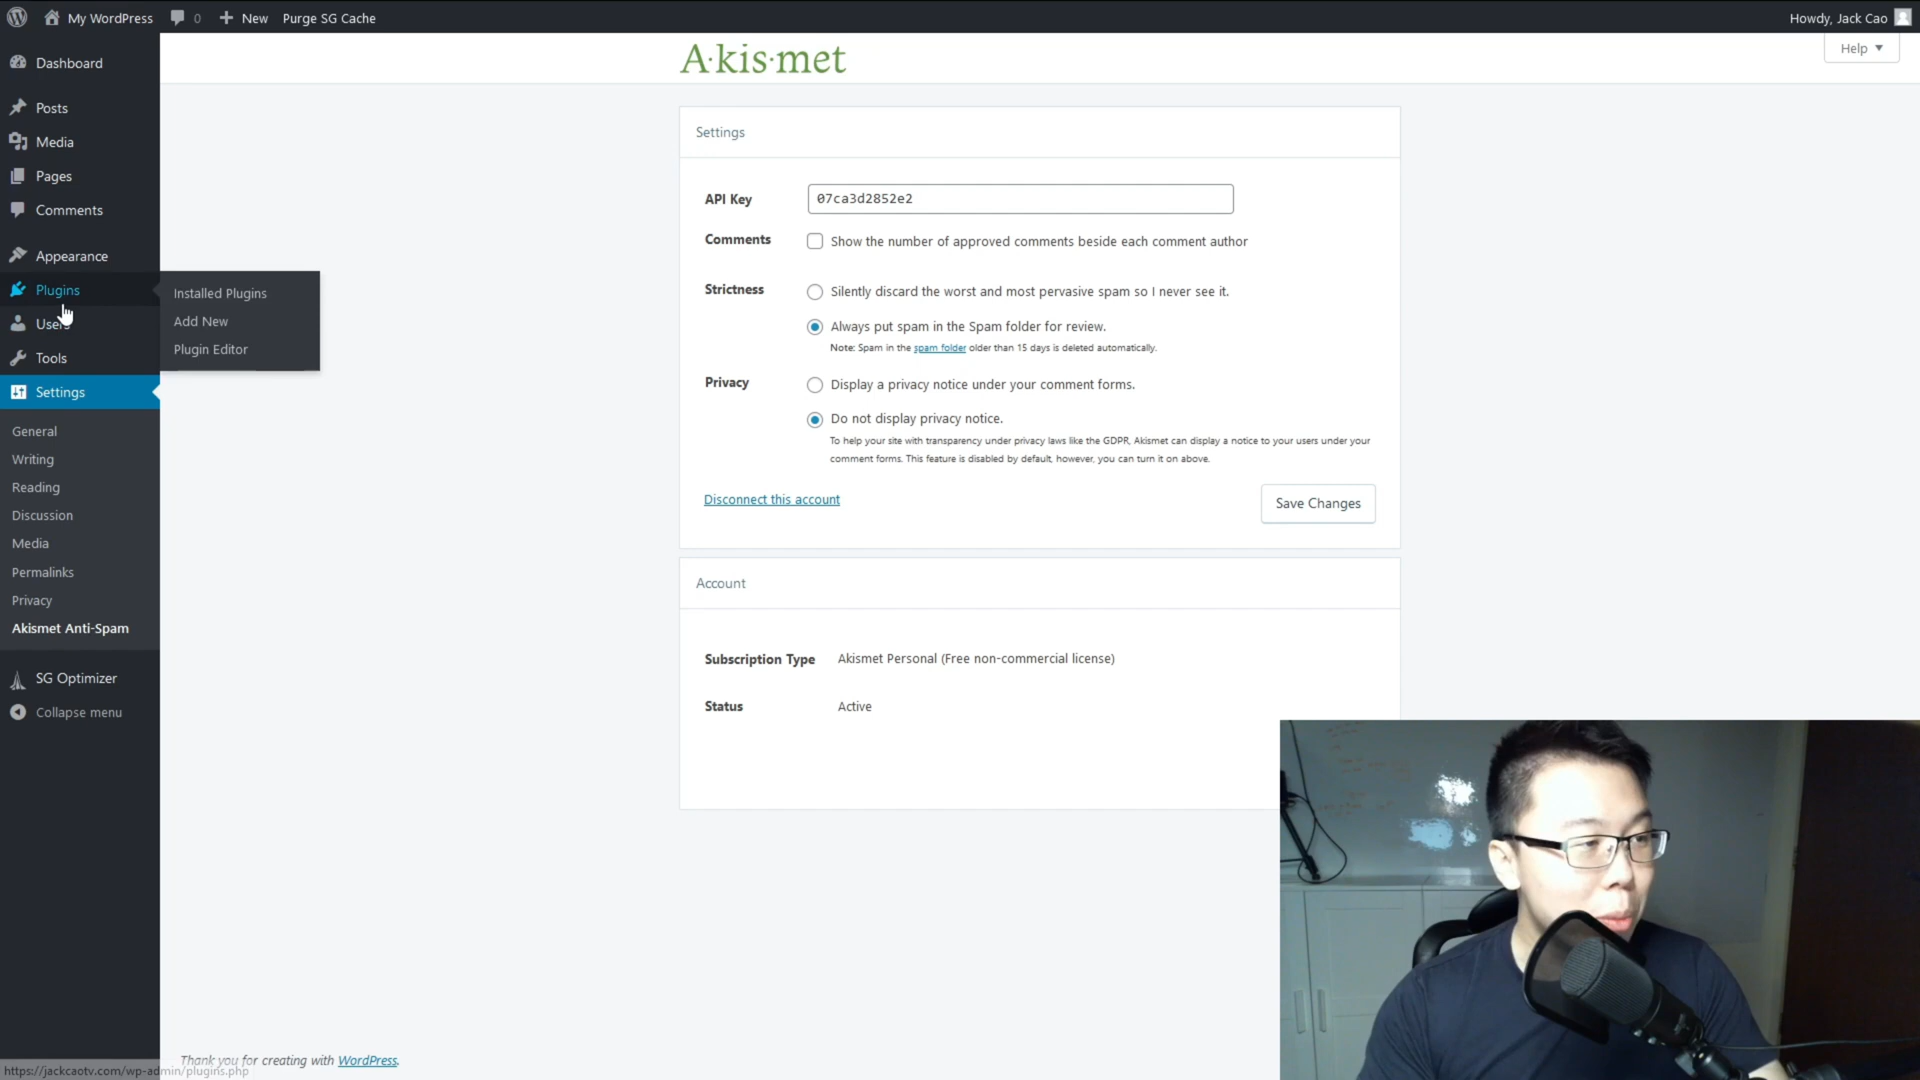 My WordPress
0
New
Purge SG Cache
Howdy, Jack Cao
Dashboard
Posts
Media
Pages
Comments
Appearance
Plugins
Installed Plugins
Add New
Plugin Editor
Users
Tools
Settings
General
Writing
Reading
Discussion
Media
Permalinks
Privacy
Akismet Anti-Spam
SG Optimizer
Collapse menu
A·kis·met
Help
Settings
API Key
07ca3d2852e2
Comments
Show the number of approved comments beside each comment author
Strictness
Silently discard the worst and most pervasive spam so I never see it.
Always put spam in the Spam folder for review.
Note: Spam in the spam folder older than 15 days is deleted automatically.
Privacy
Display a privacy notice under your comment forms.
Do not display privacy notice.
To help your site with transparency under privacy laws like the GDPR, Akismet can display a notice to your users under your
comment forms. This feature is disabled by default, however, you can turn it on above.
Disconnect this account
Save Changes
Account
Subscription Type
Akismet Personal (Free non-commercial license)
Status
Active
Thank you for creating with WordPress.
https://jackcaotv.com/wp-admin/plugins.php